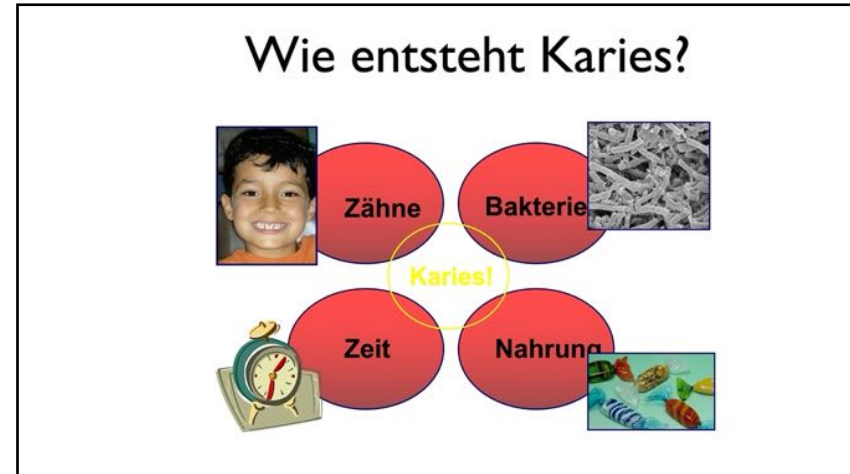 Wie entsteht Karies?
Zähne
Bakterie
Karies!
Zeit
Nahrung